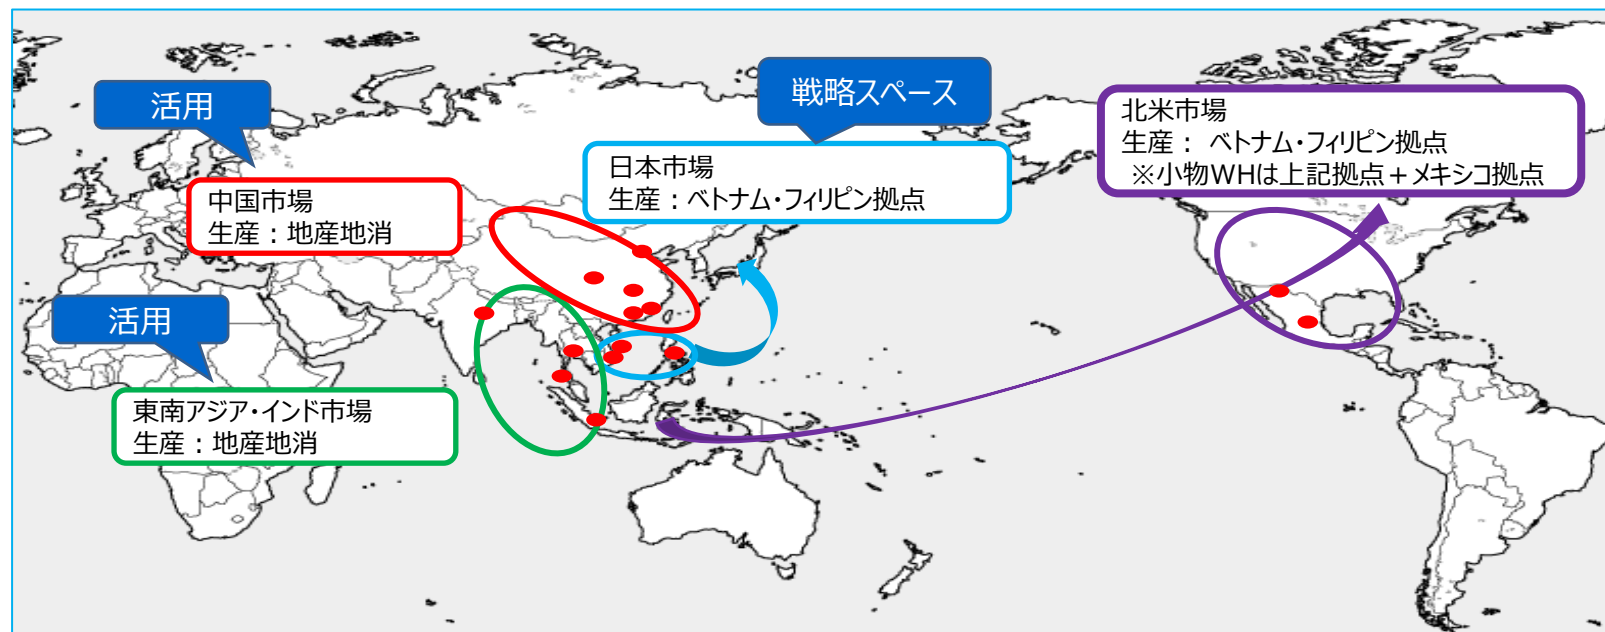 活用
戦略スペース
北米市場
生産： ベトナム・フィリピン拠点
※小物WHは上記拠点＋メキシコ拠点
日本市場
生産：ベトナム・フィリピン拠点
中国市場
生産：地産地消
活用
東南アジア・インド市場
生産：地産地消